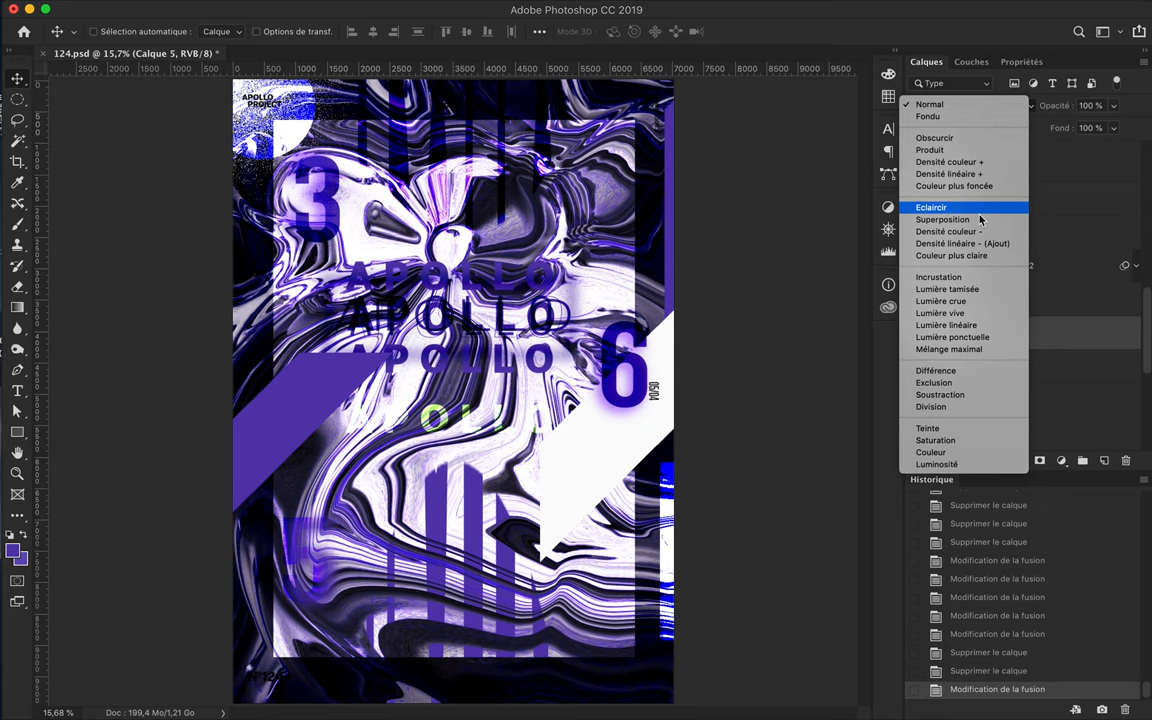 Adobe Photoshop CC 2019
Sélection automatique : Calque Options de transf. Mode 3D :
124.psd @ 15,7% (Calque 5, RVB/8) *
2500 2000 1500 1000 500 0 500 1000 1500 2000 2500 3000 3500 4000 4500 5000 5500 6000 6500 7000 7500 8000 8500 9000 9500
Calques Couches Propriétés
Type
Normal
Opacité : 100 %
Fondu
Fond : 100 %
Obscurcir
Produit
Densité couleur +
Densité linéaire +
Couleur plus foncée
Eclaircir
Superposition
Densité couleur -
Densité linéaire - (Ajout)
Couleur plus claire
Incrustation
Lumière tamisée
Lumière crue
Lumière vive
Lumière linéaire
Lumière ponctuelle
Mélange maximal
Différence
Exclusion
Soustraction
Division
Teinte
Saturation
Couleur
Luminosité
Historique
Supprimer le calque
Supprimer le calque
Supprimer le calque
Modification de la fusion
Modification de la fusion
Modification de la fusion
Modification de la fusion
Modification de la fusion
Supprimer le calque
Supprimer le calque
Modification de la fusion
APOLLO
PROJECT
3
APOLLO
APOLLO
APOLLO
6
05/04
N°124
15,68 % Doc : 199,4 Mo/1,21 Go